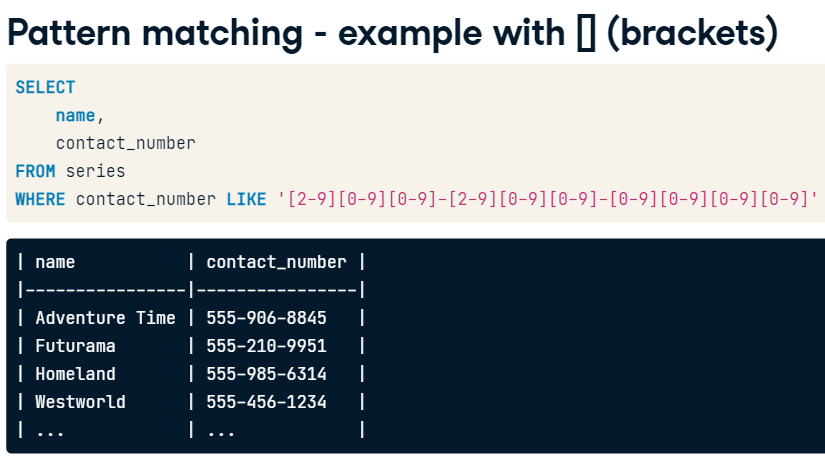 Pattern matching - example with [] (brackets)
SELECT
    name,
    contact_number
FROM series
WHERE contact_number LIKE '[2-9][0-9][0-9]-[2-9][0-9][0-9]-[0-9][0-9][0-9][0-9]'
| name           | contact_number |
|----------------|----------------|
| Adventure Time | 555-906-8845   |
| Futurama       | 555-210-9951   |
| Homeland       | 555-985-6314   |
| Westworld      | 555-456-1234   |
| ...            | ...            |